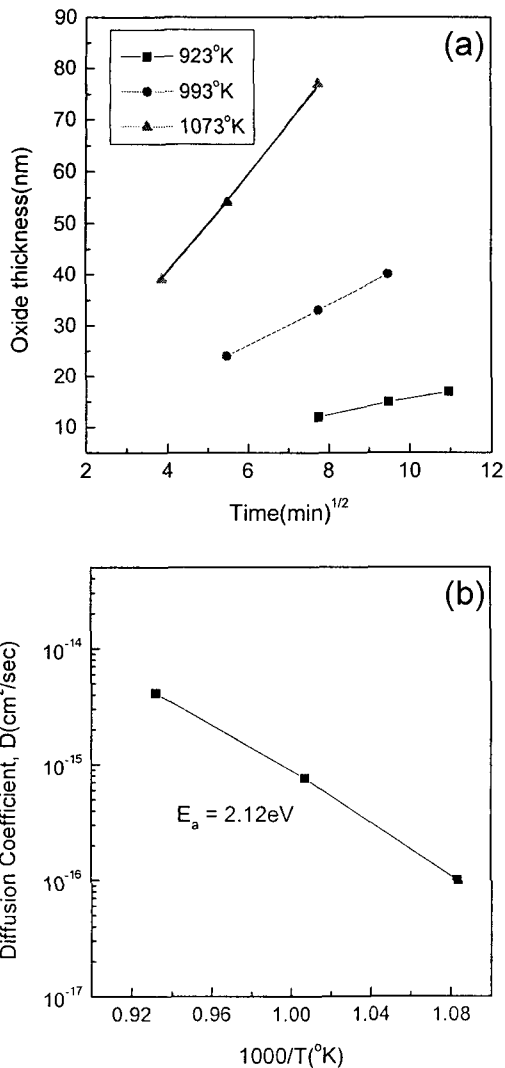 (a)
923°K
993°K
1073°K
Oxide thickness(nm)
90
80
70
60
50
40
30
20
10
2 4 6 8 10 12
Time(min)^1/2
(b)
Diffusion Coefficient, D(cm²/sec)
10^-14
10^-15
10^-16
10^-17
E_a = 2.12eV
0.92 0.96 1.00 1.04 1.08
1000/T(°K)